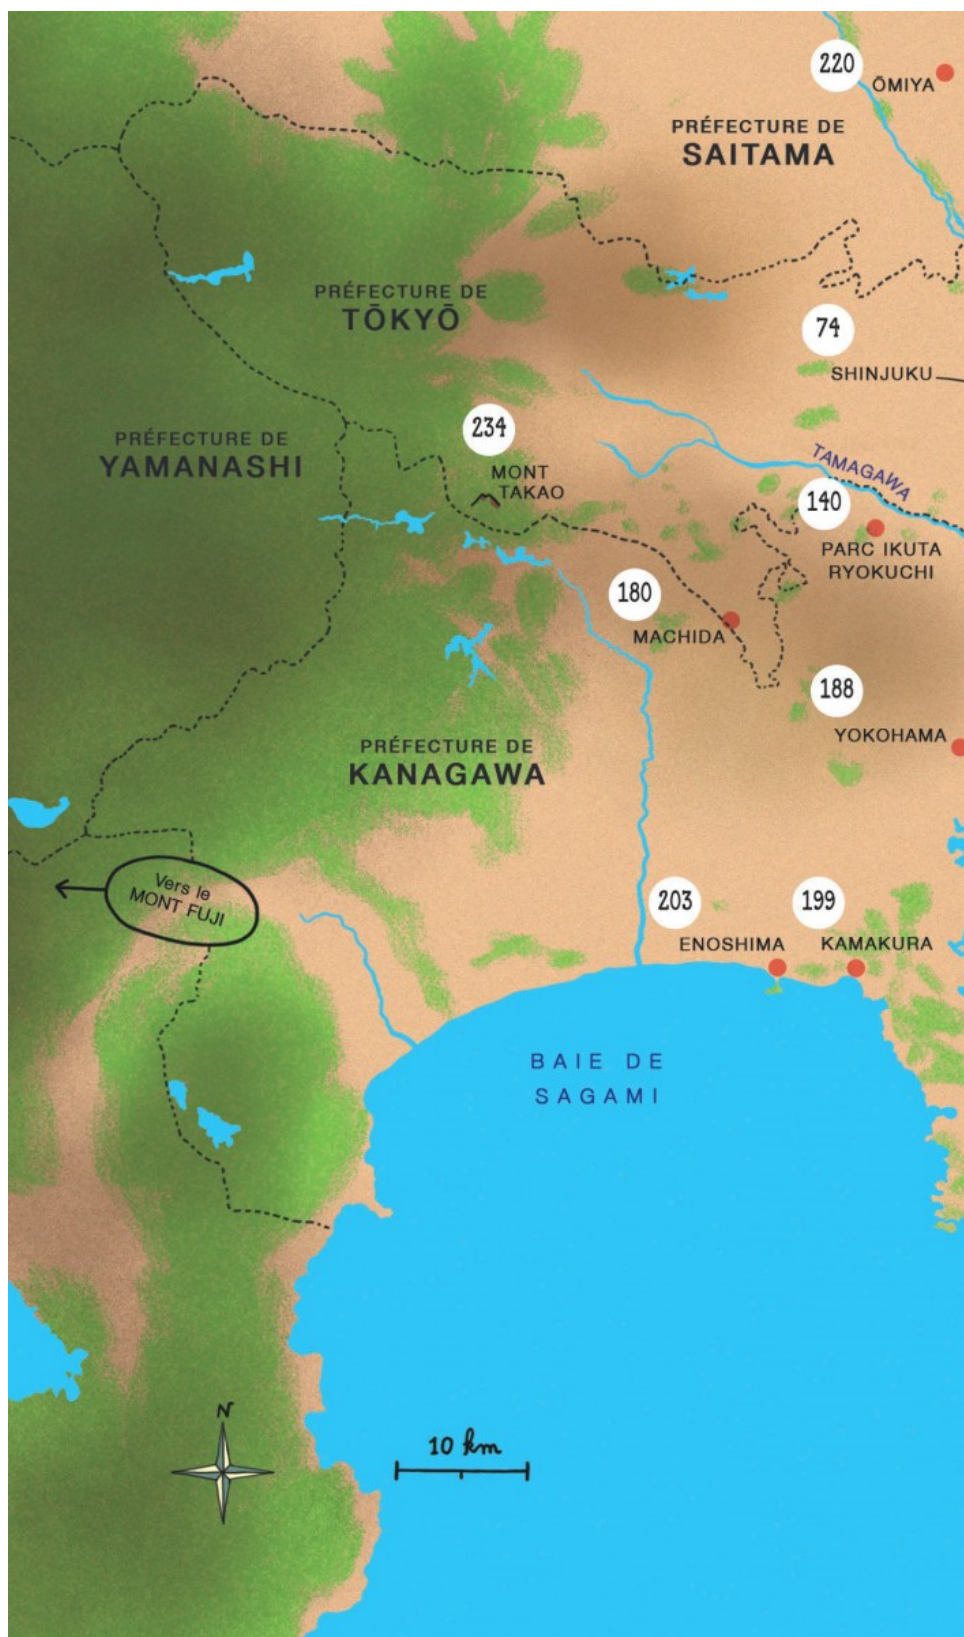 220
ŌMIYA
PRÉFECTURE DE
SAITAMA
PRÉFECTURE DE
TŌKYŌ
74
SHINJUKU
234
PRÉFECTURE DE
YAMANASHI
MONT
TAKAO
TAMAGAWA
140
PARC IKUTA
RYOKUCHI
180
MACHIDA
188
YOKOHAMA
PRÉFECTURE DE
KANAGAWA
Vers le
MONT FUJI
203
199
ENOSHIMA
KAMAKURA
BAIE DE
SAGAMI
N
10 km